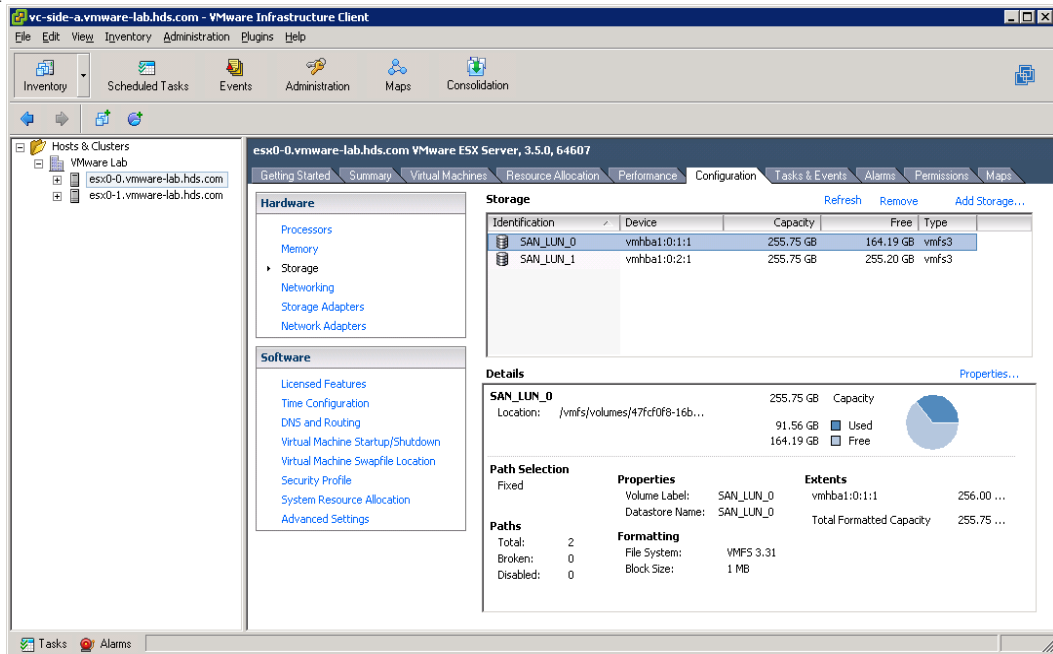 vc-side-a.vmware-lab.hds.com - VMware Infrastructure Client
File Edit View Inventory Administration Plugins Help
Inventory Scheduled Tasks Events Administration Maps Consolidation
Hosts & Clusters
VMware Lab
esx0-0.vmware-lab.hds.com
esx0-1.vmware-lab.hds.com
esx0-0.vmware-lab.hds.com VMware ESX Server, 3.5.0, 64607
Getting Started Summary Virtual Machines Resource Allocation Performance Configuration Tasks & Events Alarms Permissions Maps
Hardware
Processors
Memory
Storage
Networking
Storage Adapters
Network Adapters
Software
Licensed Features
Time Configuration
DNS and Routing
Virtual Machine Startup/Shutdown
Virtual Machine Swapfile Location
Security Profile
System Resource Allocation
Advanced Settings
Storage Refresh Remove Add Storage...
Identification Device Capacity Free Type
SAN_LUN_0 vmhba1:0:1:1 255.75 GB 164.19 GB vmfs3
SAN_LUN_1 vmhba1:0:2:1 255.75 GB 255.20 GB vmfs3
Details Properties...
SAN_LUN_0 255.75 GB Capacity
Location: /vmfs/volumes/47fcf0f8-16b...
91.56 GB Used
164.19 GB Free
Path Selection
Fixed
Paths
Total: 2
Broken: 0
Disabled: 0
Properties
Volume Label: SAN_LUN_0
Datastore Name: SAN_LUN_0
Formatting
File System: VMFS 3.31
Block Size: 1 MB
Extents
vmhba1:0:1:1 256.00 ...
Total Formatted Capacity 255.75 ...
Tasks Alarms